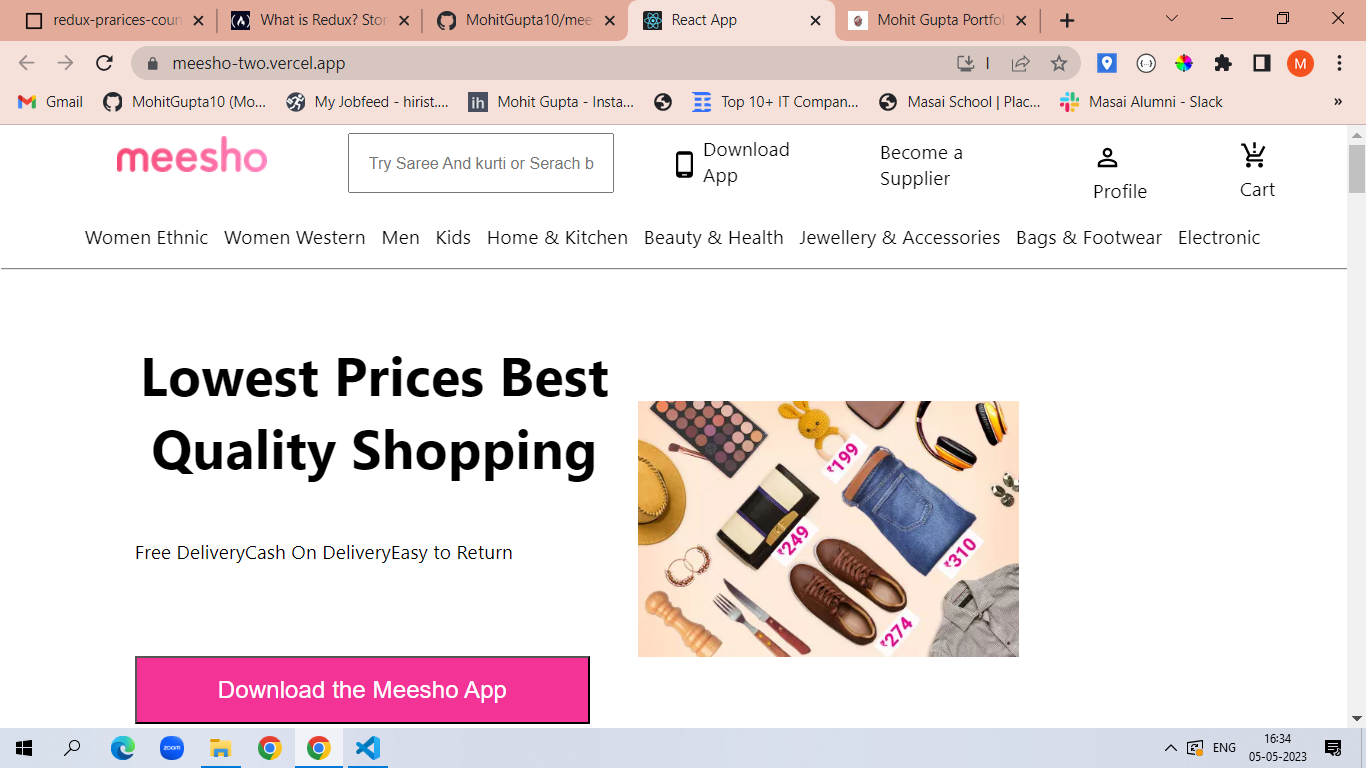 redux-prarices-coun
What is Redux? Stor
MohitGupta10/mee
React App
Mohit Gupta Portfol
meesho-two.vercel.app
M
Gmail
MohitGupta10 (Mo...
My Jobfeed - hirist....
ih
Mohit Gupta - Insta...
Top 10+ IT Compan...
Masai School | Plac...
Masai Alumni - Slack
»
meesho
Try Saree And kurti or Serach b
Download
App
Become a
Supplier
Profile
Cart
Women Ethnic Women Western Men Kids Home & Kitchen Beauty & Health Jewellery & Accessories Bags & Footwear Electronic
Lowest Prices Best
Quality Shopping
₹199
₹249
₹310
₹274
Free DeliveryCash On DeliveryEasy to Return
Download the Meesho App
zoom
ENG
16:34
05-05-2023